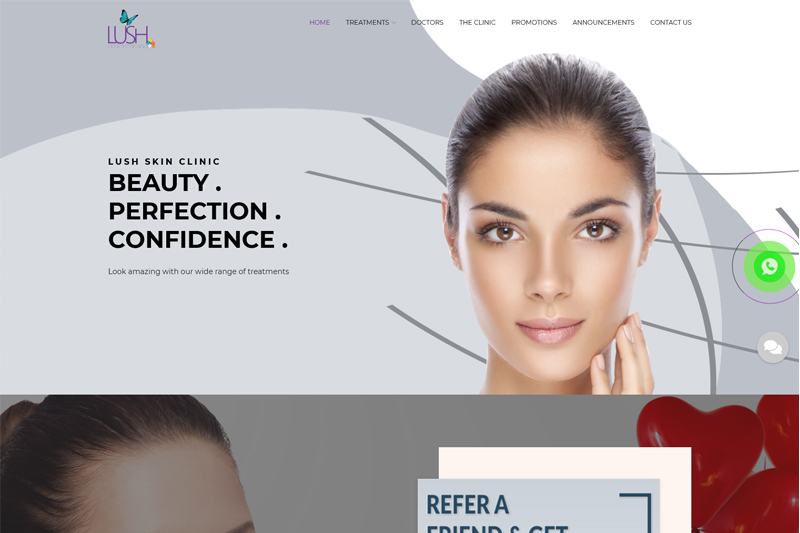 LUSH
HOME
TREATMENTS
DOCTORS
THE CLINIC
PROMOTIONS
ANNOUNCEMENTS
CONTACT US
LUSH SKIN CLINIC
BEAUTY .
PERFECTION .
CONFIDENCE .
Look amazing with our wide range of treatments
REFER A
FRIEND & GET